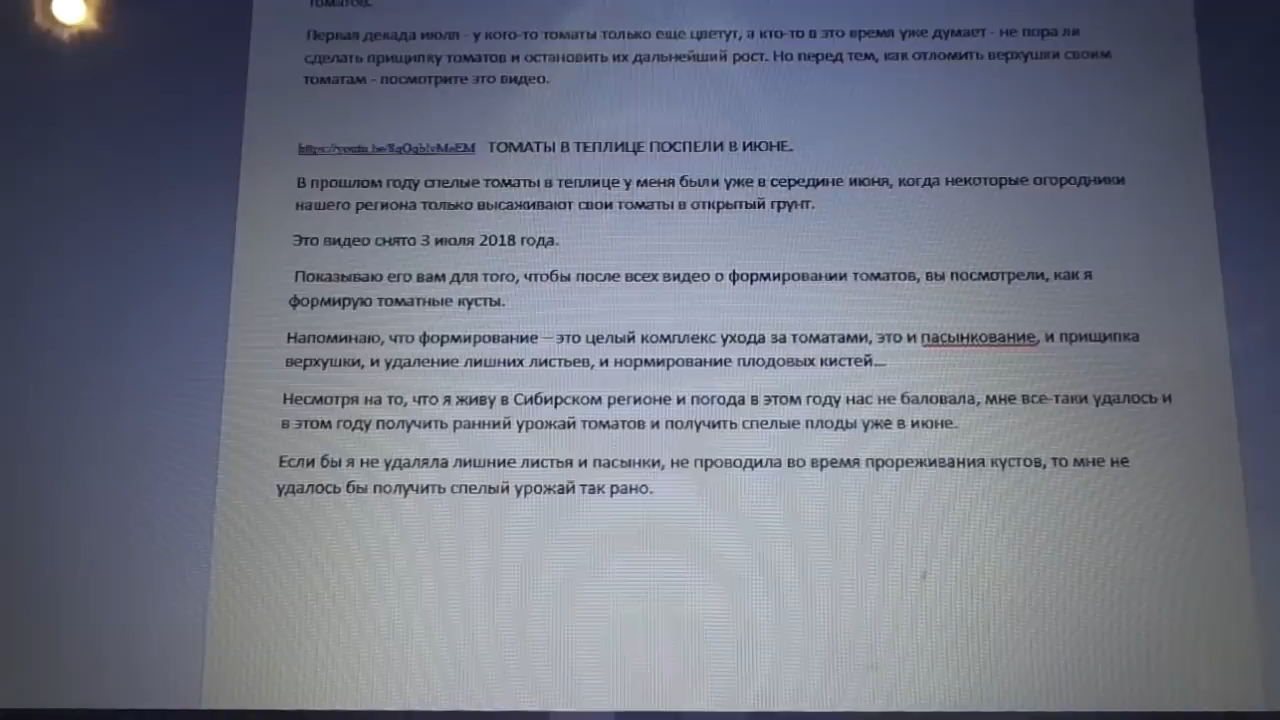 томатов.
Первая декада июля - у кого-то томаты только еще цветут, а кто-то в это время уже думает - не пора ли
сделать прищипку томатов и остановить их дальнейший рост. Но перед тем, как отломить верхушки своим
томатам - посмотрите это видео.
ТОМАТЫ В ТЕПЛИЦЕ ПОСПЕЛИ В ИЮНЕ.
В прошлом году спелые томаты в теплице у меня были уже в середине июня, когда некоторые огородники
нашего региона только высаживают свои томаты в открытый грунт.
Это видео снято 3 июля 2018 года.
Показываю его вам для того, чтобы после всех видео о формировании томатов, вы посмотрели, как я
формирую томатные кусты.
Напоминаю, что формирование – это целый комплекс ухода за томатами, это и пасынкование, и прищипка
верхушки, и удаление лишних листьев, и нормирование плодовых кистей....
Несмотря на то, что я живу в Сибирском регионе и погода в этом году нас не баловала, мне все-таки удалось и
в этом году получить ранний урожай томатов и получить спелые плоды уже в июне.
Если бы я не удаляла лишние листья и пасынки, не проводила во время прореживания кустов, то мне не
удалось бы получить спелый урожай так рано.